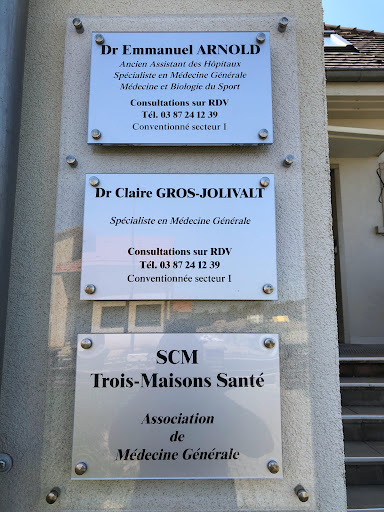 Dr Emmanuel ARNOLD
Ancien Assistant des Hôpitaux
Spécialiste en Médecine Générale
Médecine et Biologie du Sport
Consultations sur RDV
Tél. 03 87 24 12 39
Conventionné secteur I
Dr Claire GROS-JOLIVALT
Spécialiste en Médecine Générale
Consultations sur RDV
Tél. 03 87 24 12 39
Conventionnée secteur I
SCM
Trois-Maisons Santé
Association
de
Médecine Générale